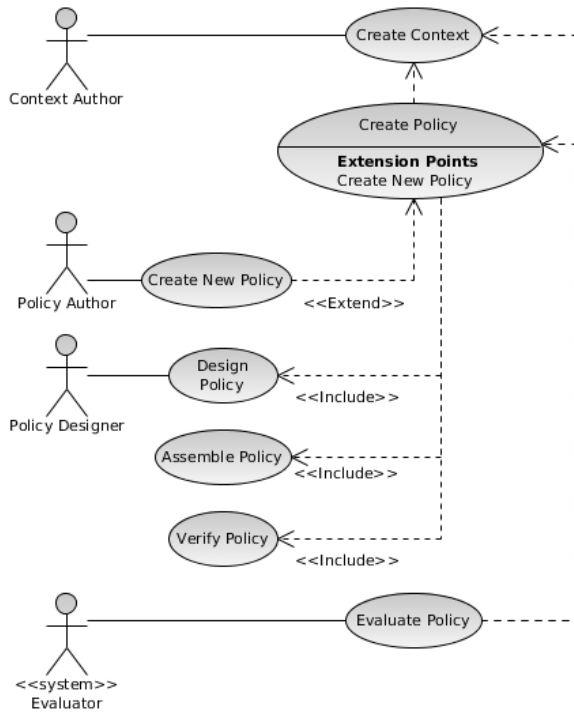 Create Context
Context Author
Create Policy
Extension Points
Create New Policy
Create New Policy
Policy Author
<<Extend>>
Design
Policy
<<Include>>
Policy Designer
Assemble Policy
<<Include>>
Verify Policy
<<Include>>
Evaluate Policy
<<system>>
Evaluator